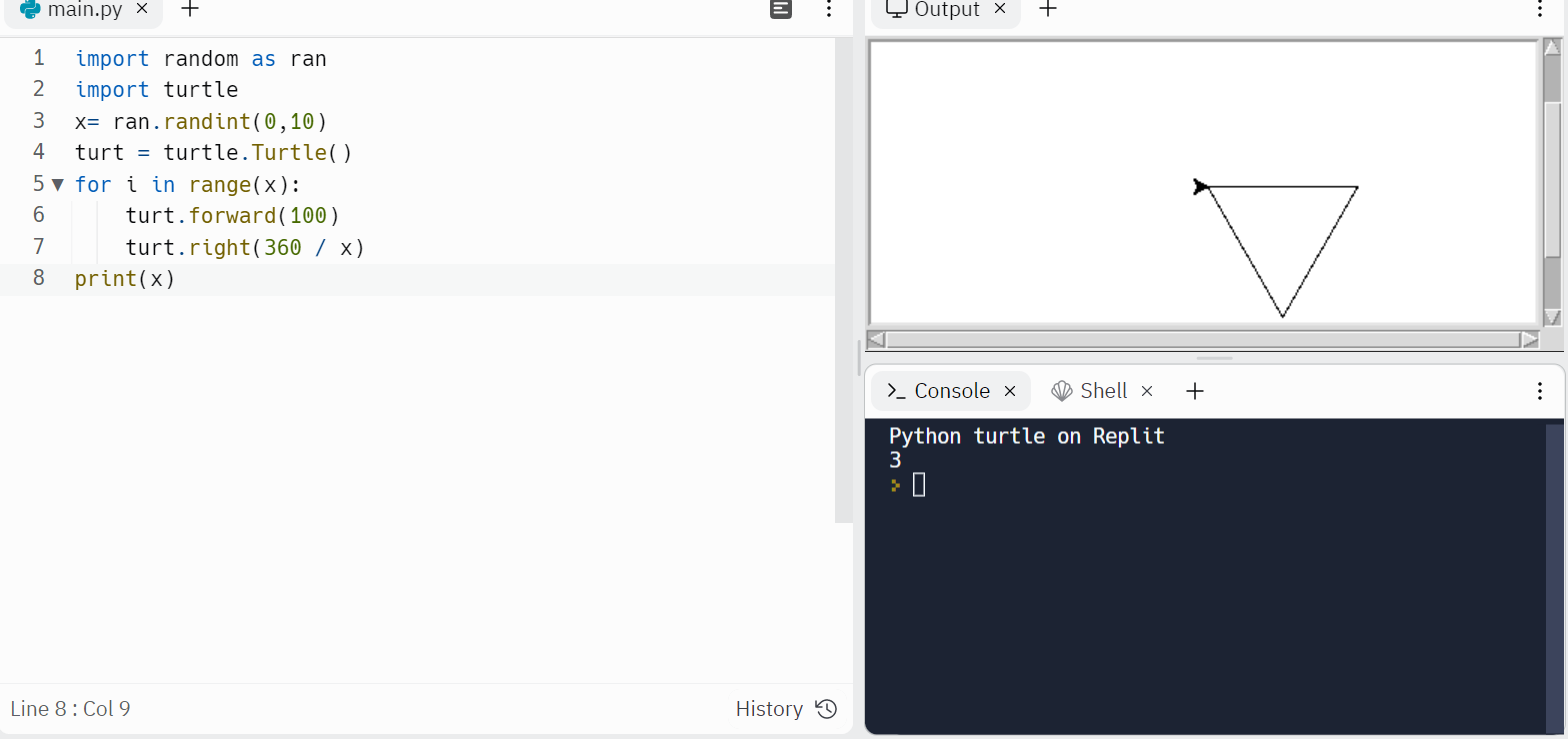 main.py
Output
1 import random as ran
2 import turtle
3 x= ran.randint(0,10)
4 turt = turtle.Turtle()
5 for i in range(x):
6     turt.forward(100)
7     turt.right(360 / x)
8 print(x)
Line 8 : Col 9
History
Console
Shell
Python turtle on Replit
3